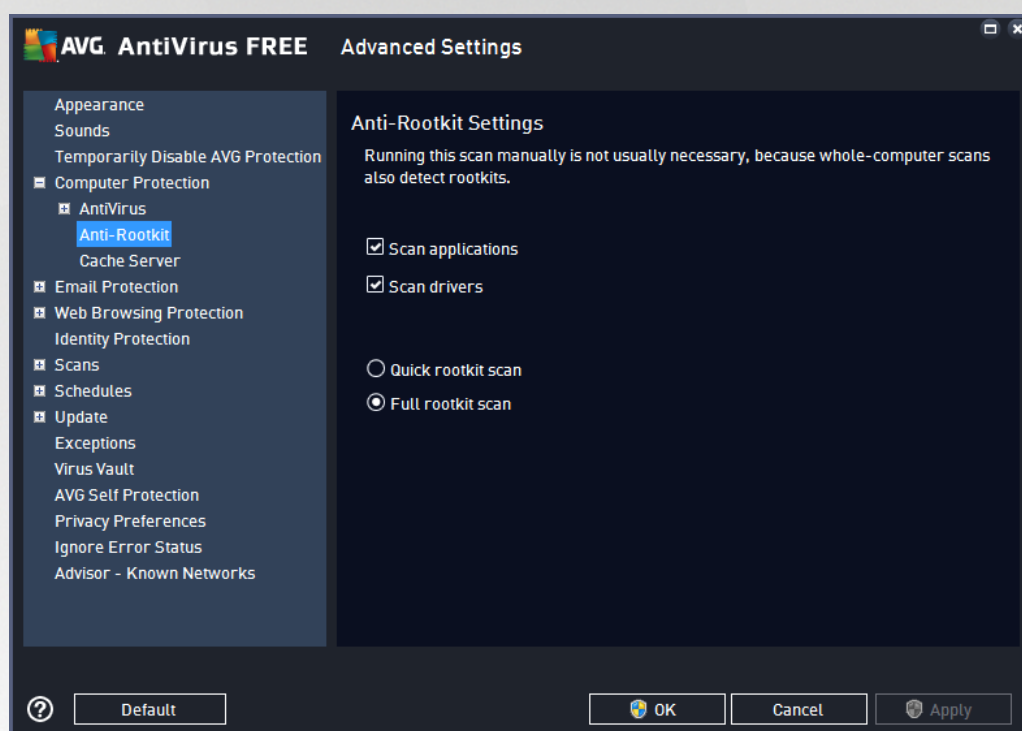 AVG. AntiVirus FREE Advanced Settings
Appearance
Sounds
Temporarily Disable AVG Protection
Computer Protection
AntiVirus
Anti-Rootkit
Cache Server
Email Protection
Web Browsing Protection
Identity Protection
Scans
Schedules
Update
Exceptions
Virus Vault
AVG Self Protection
Privacy Preferences
Ignore Error Status
Advisor - Known Networks
Anti-Rootkit Settings
Running this scan manually is not usually necessary, because whole-computer scans
also detect rootkits.
Scan applications
Scan drivers
Quick rootkit scan
Full rootkit scan
? Default OK Cancel Apply